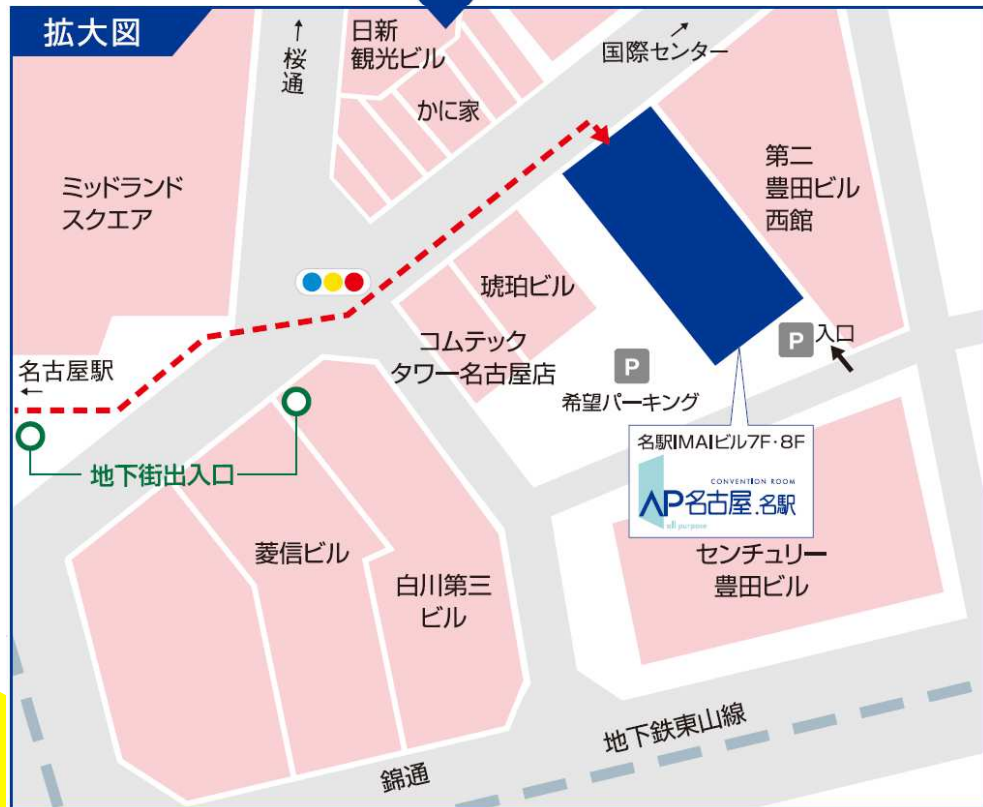 拡大図
↑
桜通
日新
観光ビル
かに家
国際センター
↗
ミッドランド
スクエア
第二
豊田ビル
西館
琥珀ビル
コムテック
タワー名古屋店
P 入口
P
希望パーキング
名古屋駅
←
地下街出入口
名駅IMAIビル7F・8F
CONVENTION ROOM
AP名古屋.名駅
all purpose
菱信ビル
白川第三
ビル
センチュリー
豊田ビル
地下鉄東山線
錦通